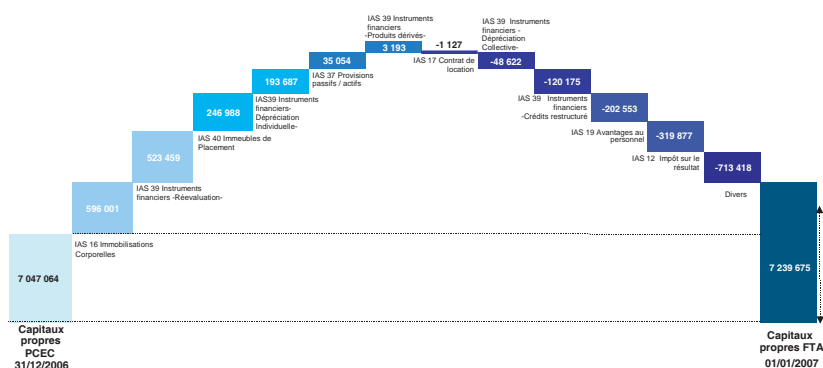 IAS 39 Instruments
financiers
-Produits dérivés-
3 193
-1 127
IAS 17 Contrat de
location
IAS 39 Instruments
financiers -
Dépréciation
Collective-
-48 622
35 054
IAS 37 Provisions
passifs / actifs
193 687
IAS39 Instruments
financiers-
Dépréciation
Individuelle-
-120 175
IAS 39 Instruments
financiers
-Crédits restructuré
246 988
IAS 40 Immeubles de
Placement
-202 553
IAS 19 Avantages au
personnel
523 459
IAS 39 Instruments
financiers -Réevaluation-
-319 877
IAS 12 Impôt sur le
résultat
-713 418
Divers
596 001
IAS 16 Immobilisations
Corporelles
7 047 064
7 239 675
Capitaux
propres
PCEC
31/12/2006
Capitaux
propres FTA
01/01/2007